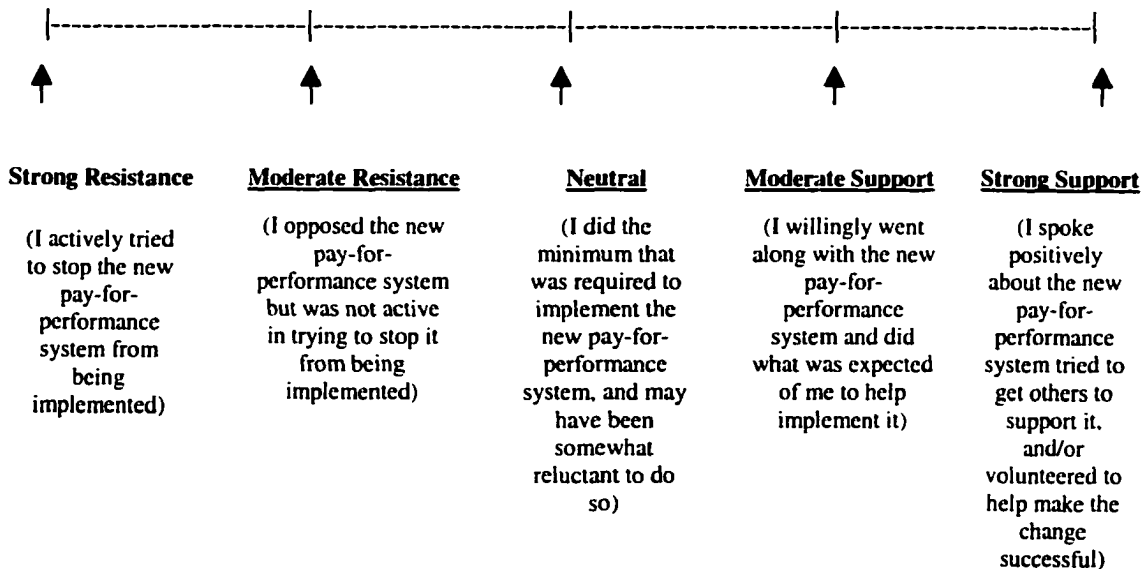 Strong Resistance
(I actively tried
to stop the new
pay-for-
performance
system from
being
implemented)
Moderate Resistance
(I opposed the new
pay-for-
performance system
but was not active
in trying to stop it
from being
implemented)
Neutral
(I did the
minimum that
was required to
implement the
new pay-for-
performance
system, and may
have been
somewhat
reluctant to do
so)
Moderate Support
(I willingly went
along with the new
pay-for-
performance
system and did
what was expected
of me to help
implement it)
Strong Support
(I spoke
positively
about the new
pay-for-
performance
system tried to
get others to
support it,
and/or
volunteered to
help make the
change
successful)